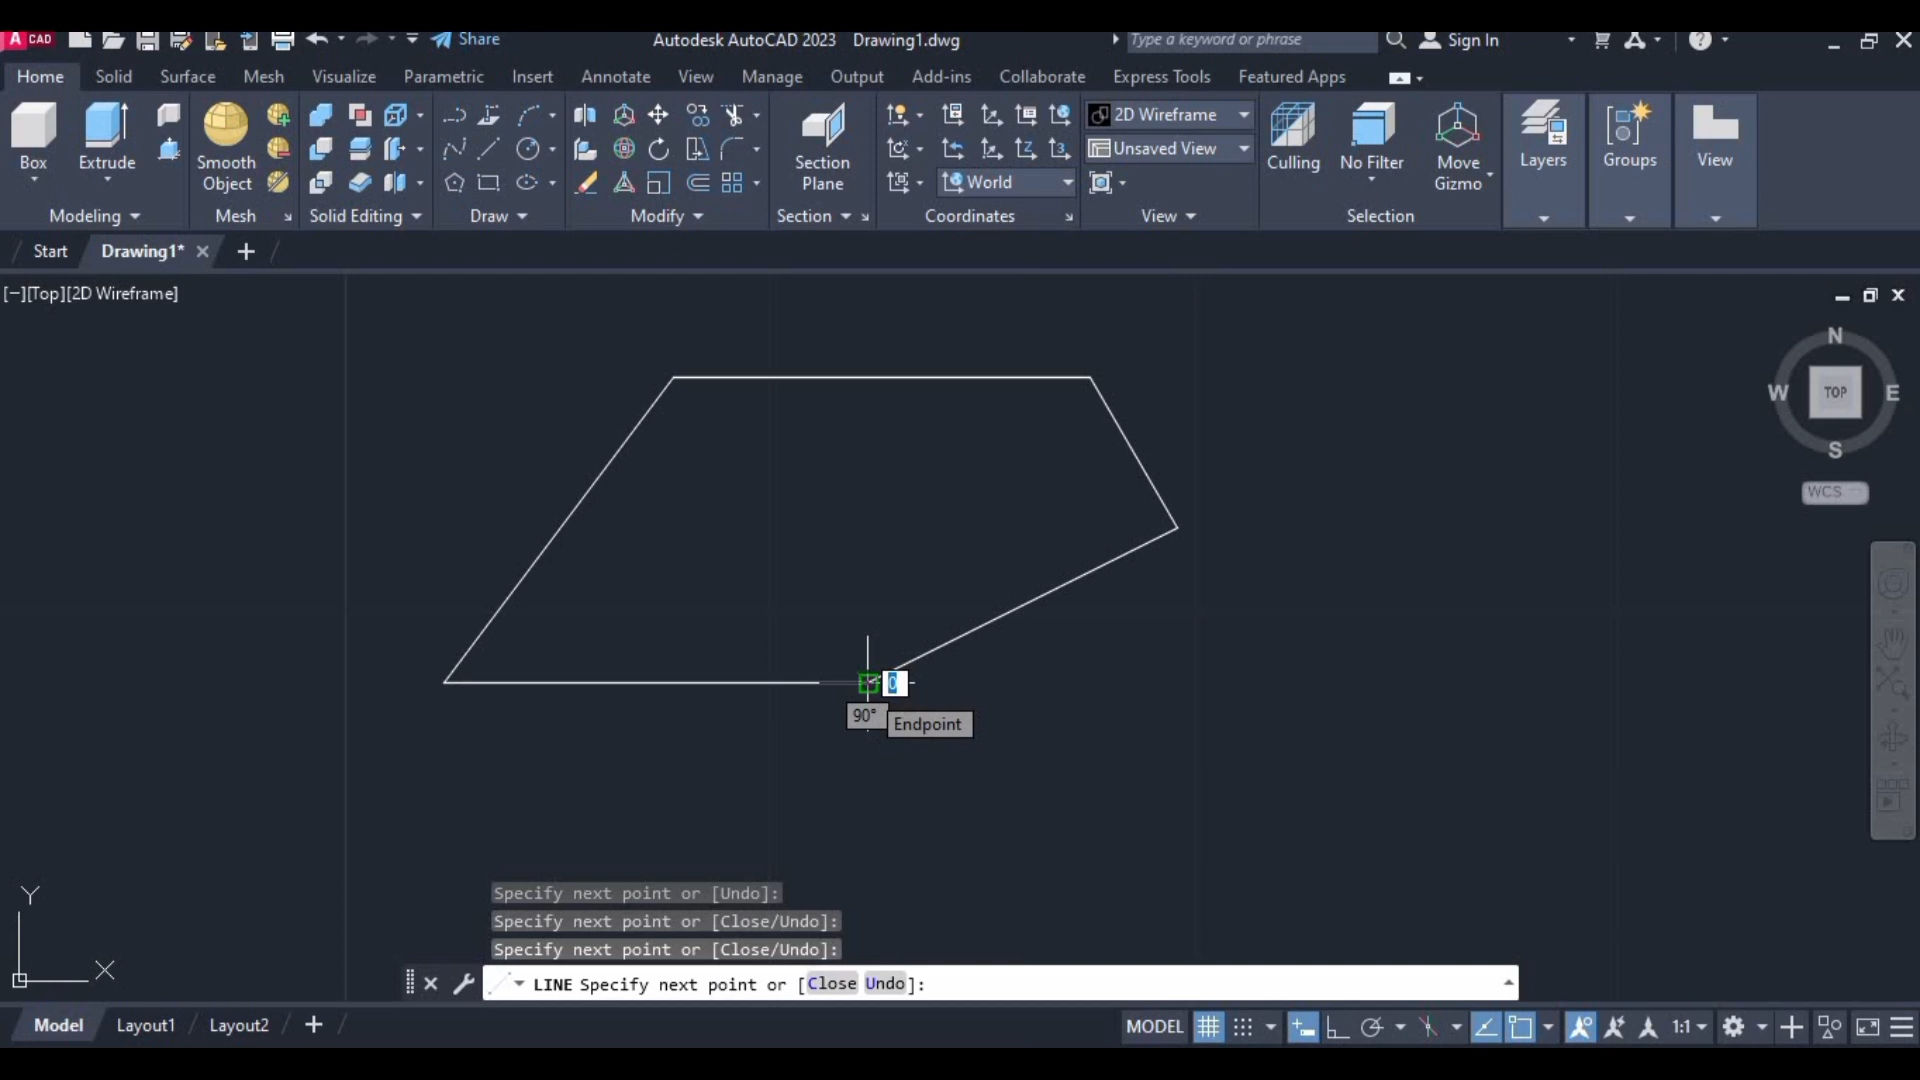 A CAD Share Autodesk AutoCAD 2023 Drawing1.dwg Type a keyword or phrase Sign In ?
Home Solid Surface Mesh Visualize Parametric Insert Annotate View Manage Output Add-ins Collaborate Express Tools Featured Apps
2D Wireframe
Unsaved View
Box Extrude Smooth Object Section Plane World Culling No Filter Move Gizmo Layers Groups View
Modeling Mesh Solid Editing Draw Modify Section Coordinates View Selection
Start Drawing1* +
[−][Top][2D Wireframe]
N
W TOP E
S
WCS
0
90°
Endpoint
Specify next point or [Undo]:
Specify next point or [Close/Undo]:
Specify next point or [Close/Undo]:
Y
X
LINE Specify next point or [Close Undo]:
Model Layout1 Layout2 + MODEL 1:1